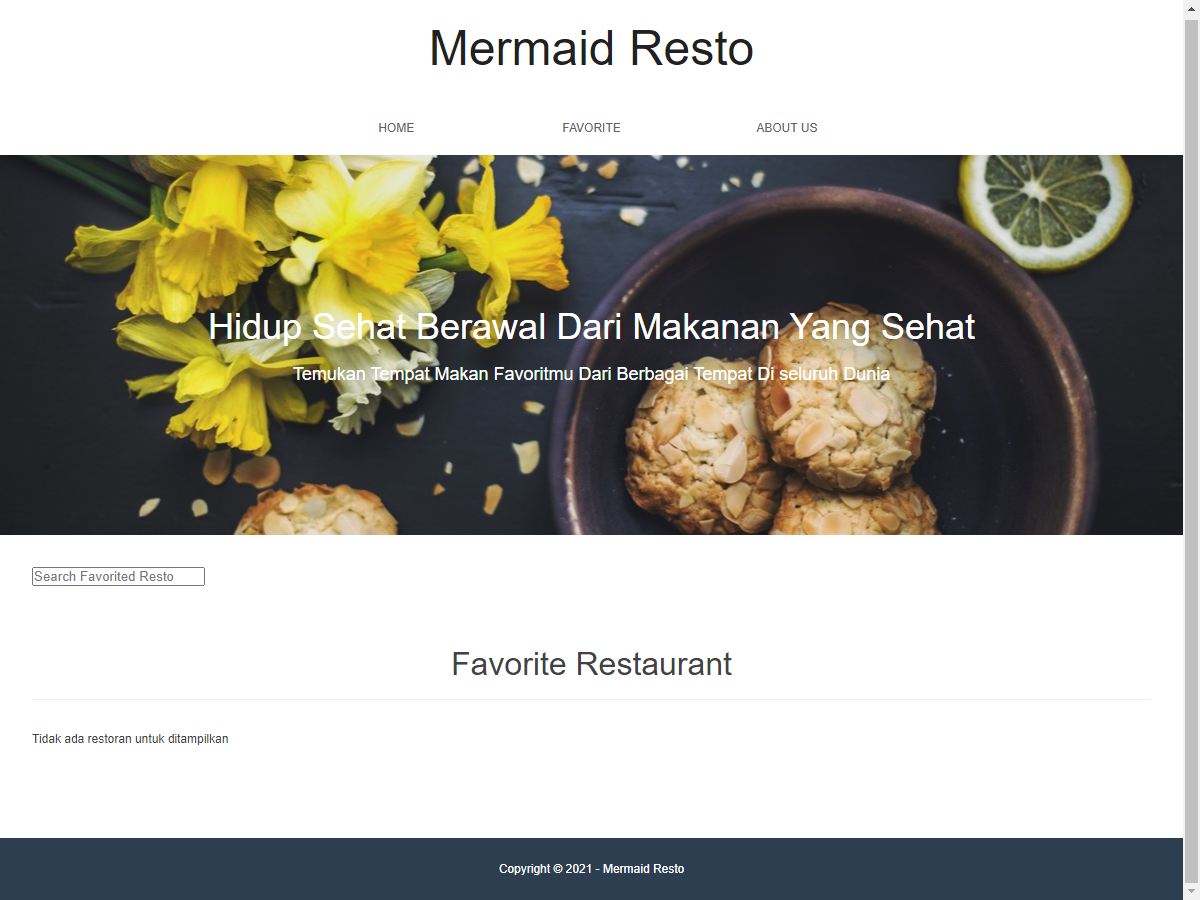 Mermaid Resto
HOME
FAVORITE
ABOUT US
Hidup Sehat Berawal Dari Makanan Yang Sehat
Temukan Tempat Makan Favoritmu Dari Berbagai Tempat Di seluruh Dunia
Search Favorited Resto
Favorite Restaurant
Tidak ada restoran untuk ditampilkan
Copyright © 2021 - Mermaid Resto